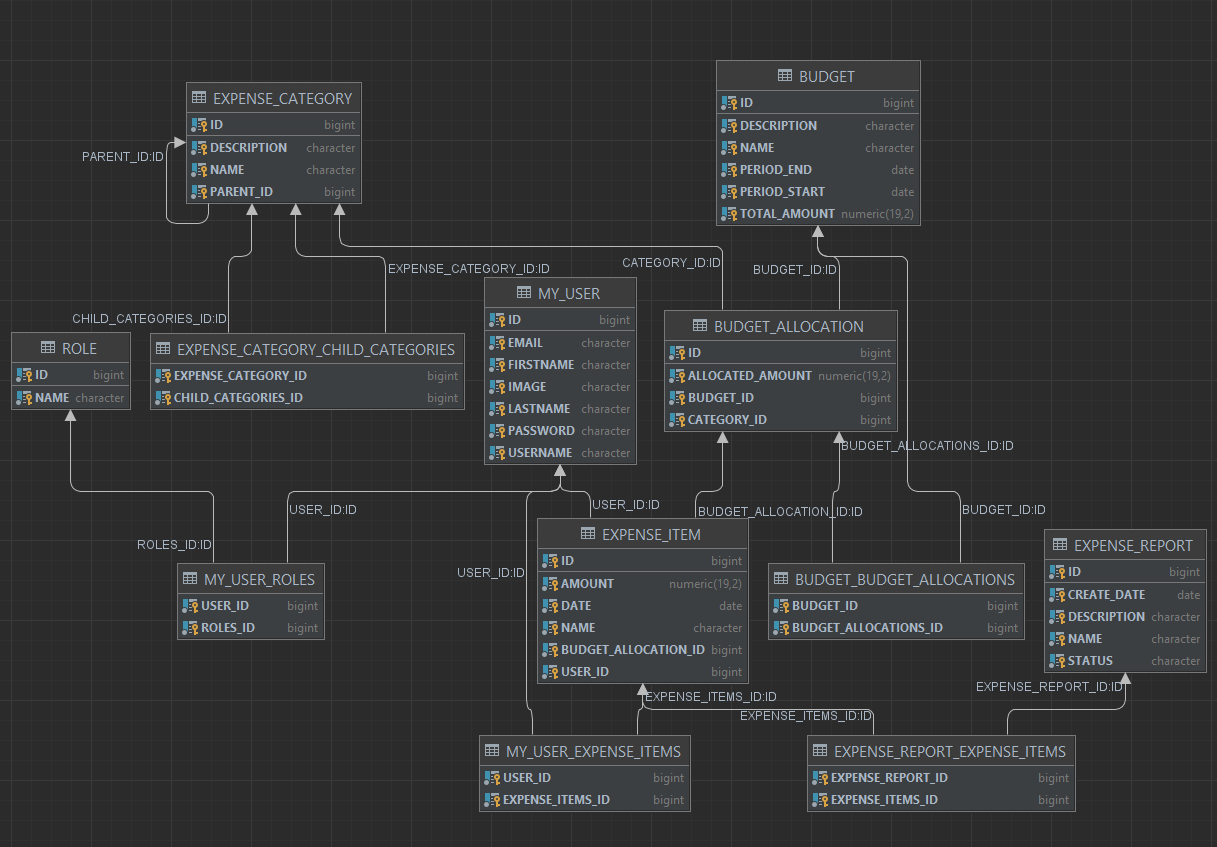 BUDGET
ID bigint
DESCRIPTION character
NAME character
PERIOD_END date
PERIOD_START date
TOTAL_AMOUNT numeric(19,2)
EXPENSE_CATEGORY
ID bigint
DESCRIPTION character
NAME character
PARENT_ID bigint
PARENT_ID:ID
CATEGORY_ID:ID
BUDGET_ID:ID
EXPENSE_CATEGORY_ID:ID
CHILD_CATEGORIES_ID:ID
MY_USER
ID bigint
EMAIL character
FIRSTNAME character
IMAGE character
LASTNAME character
PASSWORD character
USERNAME character
BUDGET_ALLOCATION
ID bigint
ALLOCATED_AMOUNT numeric(19,2)
BUDGET_ID bigint
CATEGORY_ID bigint
ROLE
ID bigint
NAME character
EXPENSE_CATEGORY_CHILD_CATEGORIES
EXPENSE_CATEGORY_ID bigint
CHILD_CATEGORIES_ID bigint
BUDGET_ALLOCATIONS_ID:ID
USER_ID:ID
USER_ID:ID
BUDGET_ALLOCATION_ID:ID
BUDGET_ID:ID
ROLES_ID:ID
USER_ID:ID
EXPENSE_ITEM
ID bigint
AMOUNT numeric(19,2)
DATE date
NAME character
BUDGET_ALLOCATION_ID bigint
USER_ID bigint
EXPENSE_REPORT
ID bigint
CREATE_DATE date
DESCRIPTION character
NAME character
STATUS character
MY_USER_ROLES
USER_ID bigint
ROLES_ID bigint
BUDGET_BUDGET_ALLOCATIONS
BUDGET_ID bigint
BUDGET_ALLOCATIONS_ID bigint
EXPENSE_REPORT_ID:ID
EXPENSE_ITEMS_ID:ID
EXPENSE_ITEMS_ID:ID
MY_USER_EXPENSE_ITEMS
USER_ID bigint
EXPENSE_ITEMS_ID bigint
EXPENSE_REPORT_EXPENSE_ITEMS
EXPENSE_REPORT_ID bigint
EXPENSE_ITEMS_ID bigint